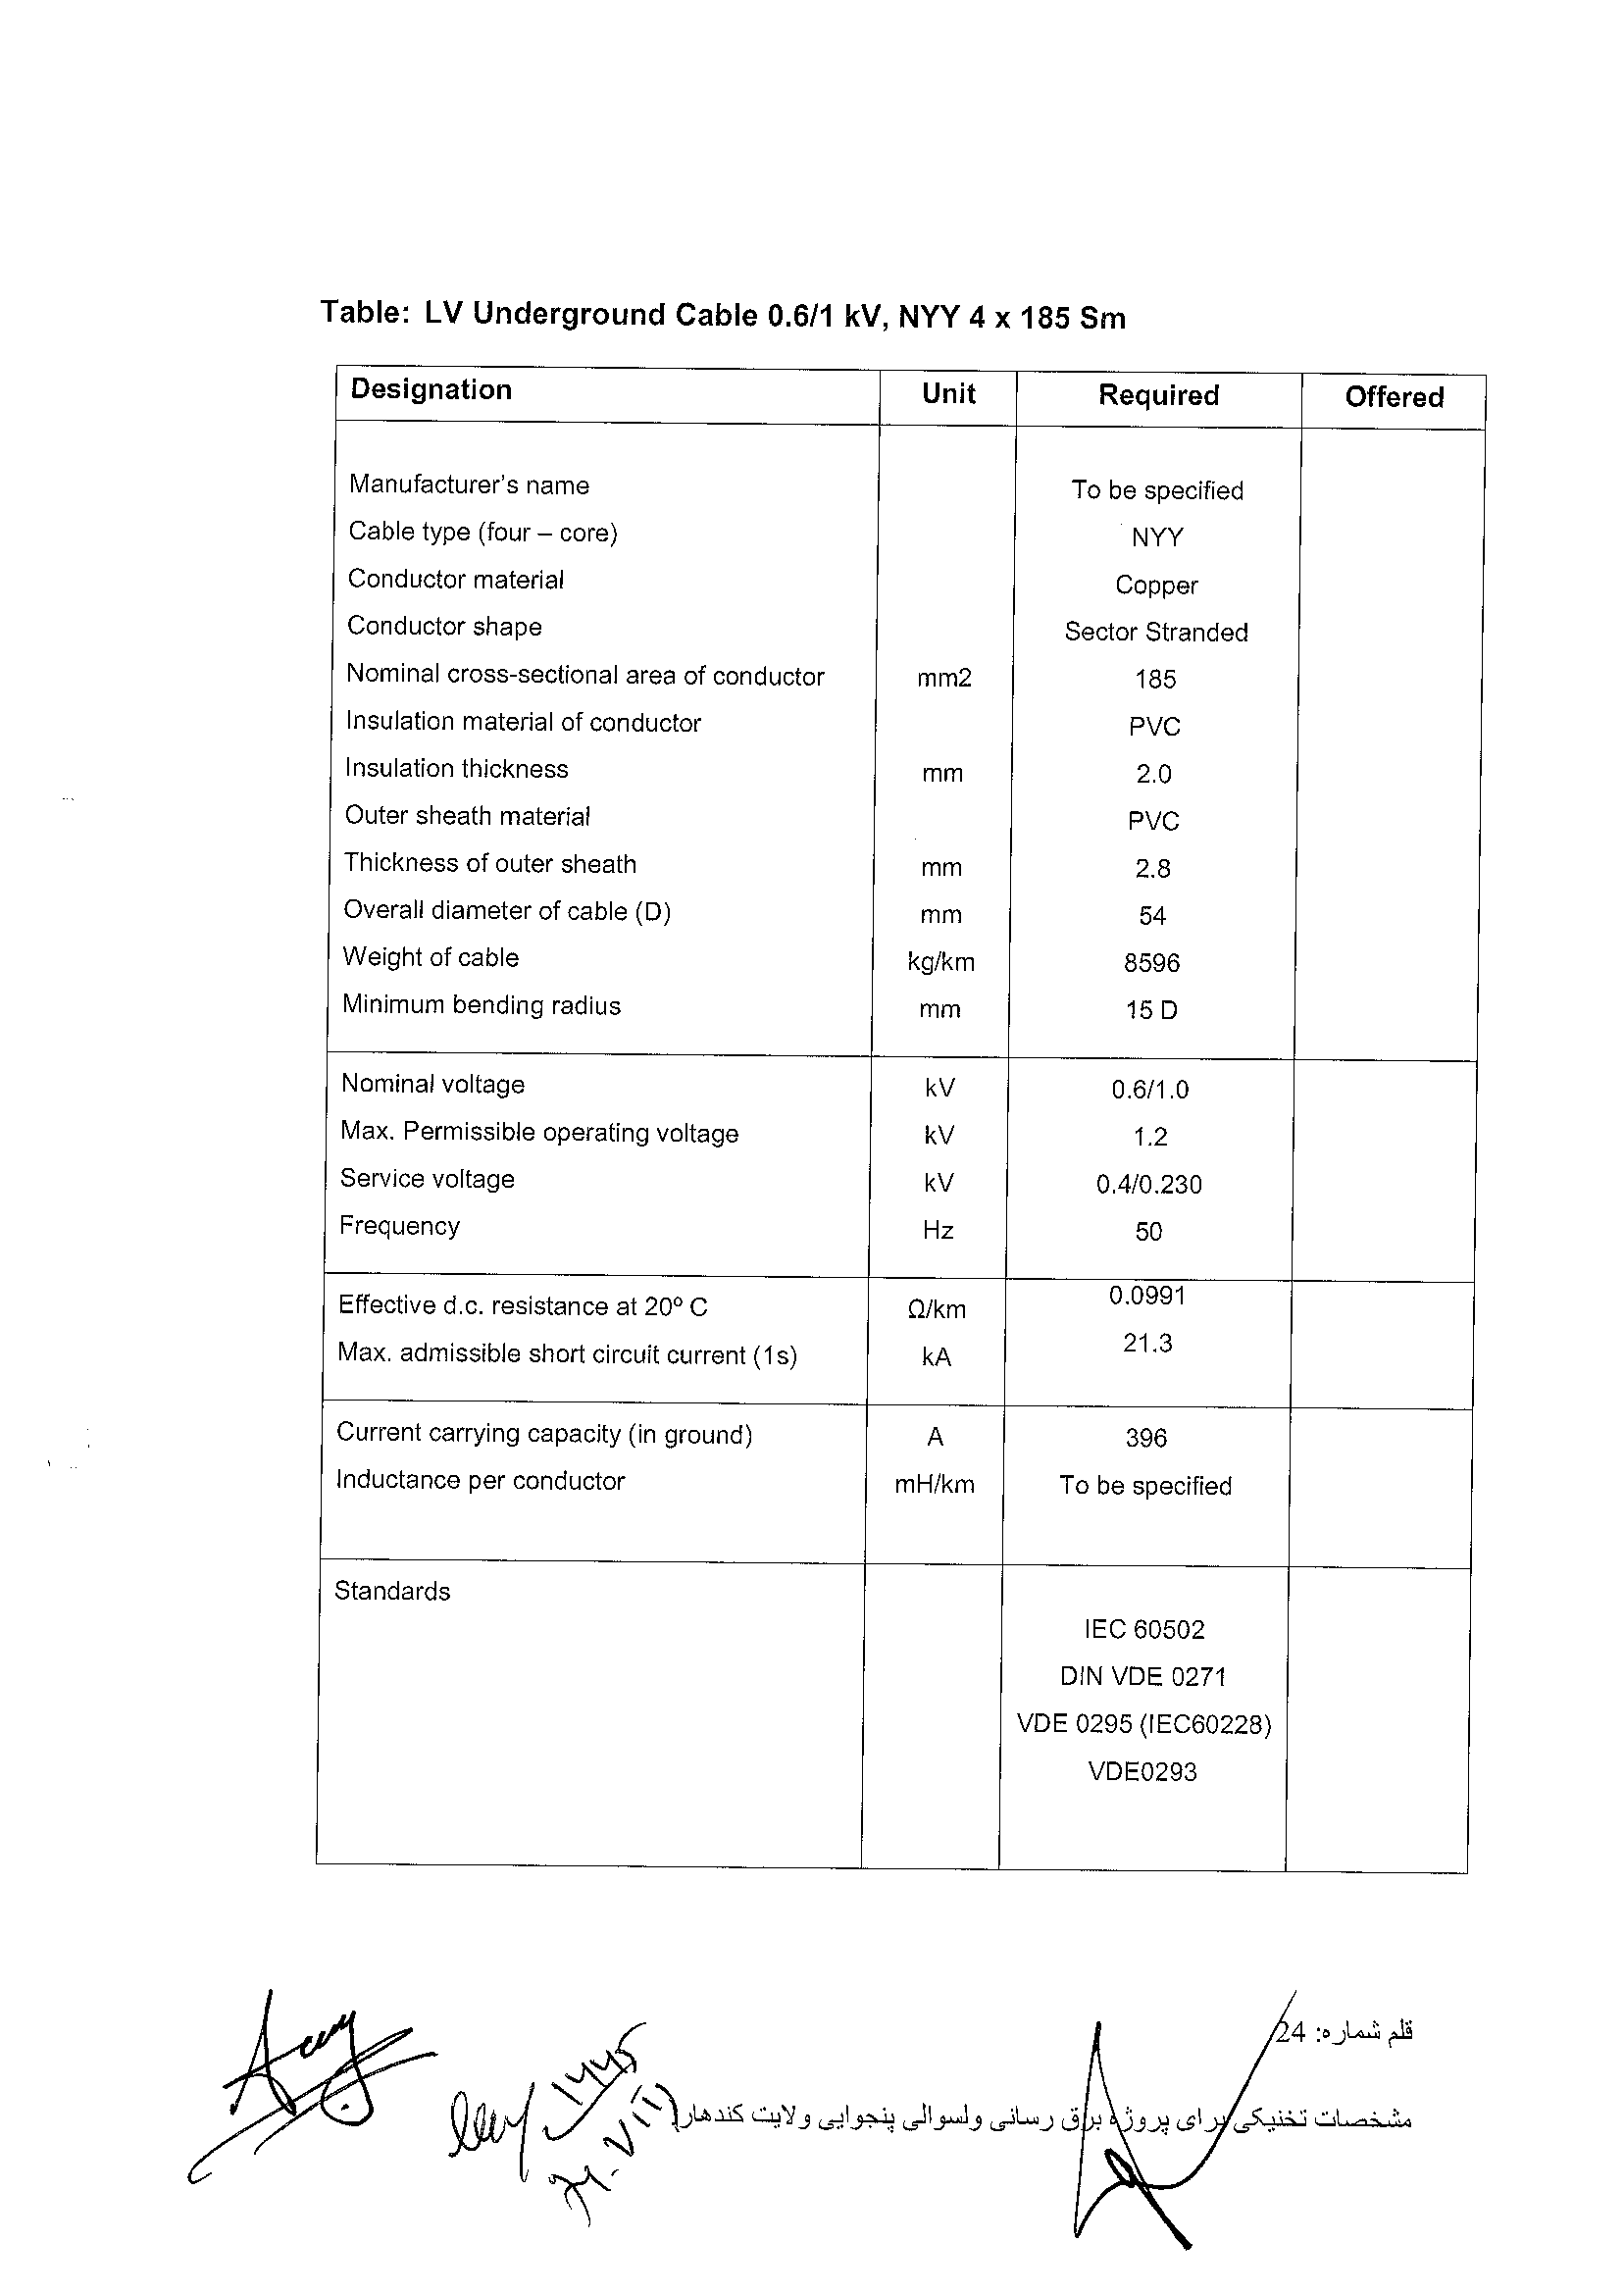 Table: LV Underground Cable 0.6/1 kV, NYY 4 x 185 Sm
Designation Unit Required Offered
Manufacturer's name To be specified
Cable type (four – core) NYY
Conductor material Copper
Conductor shape Sector Stranded
Nominal cross-sectional area of conductor mm2 185
Insulation material of conductor PVC
Insulation thickness mm 2.0
Outer sheath material PVC
Thickness of outer sheath mm 2.8
Overall diameter of cable (D) mm 54
Weight of cable kg/km 8596
Minimum bending radius mm 15 D
Nominal voltage kV 0.6/1.0
Max. Permissible operating voltage kV 1.2
Service voltage kV 0.4/0.230
Frequency Hz 50
Effective d.c. resistance at 20º C Ω/km 0.0991
Max. admissible short circuit current (1s) kA 21.3
Current carrying capacity (in ground) A 396
Inductance per conductor mH/km To be specified
Standards
IEC 60502
DIN VDE 0271
VDE 0295 (IEC60228)
VDE0293
قلم شماره: 24
مشخصات تخنیکی برای پروژه برق رسانی ولسوالی پنجوایی ولایت کندهار